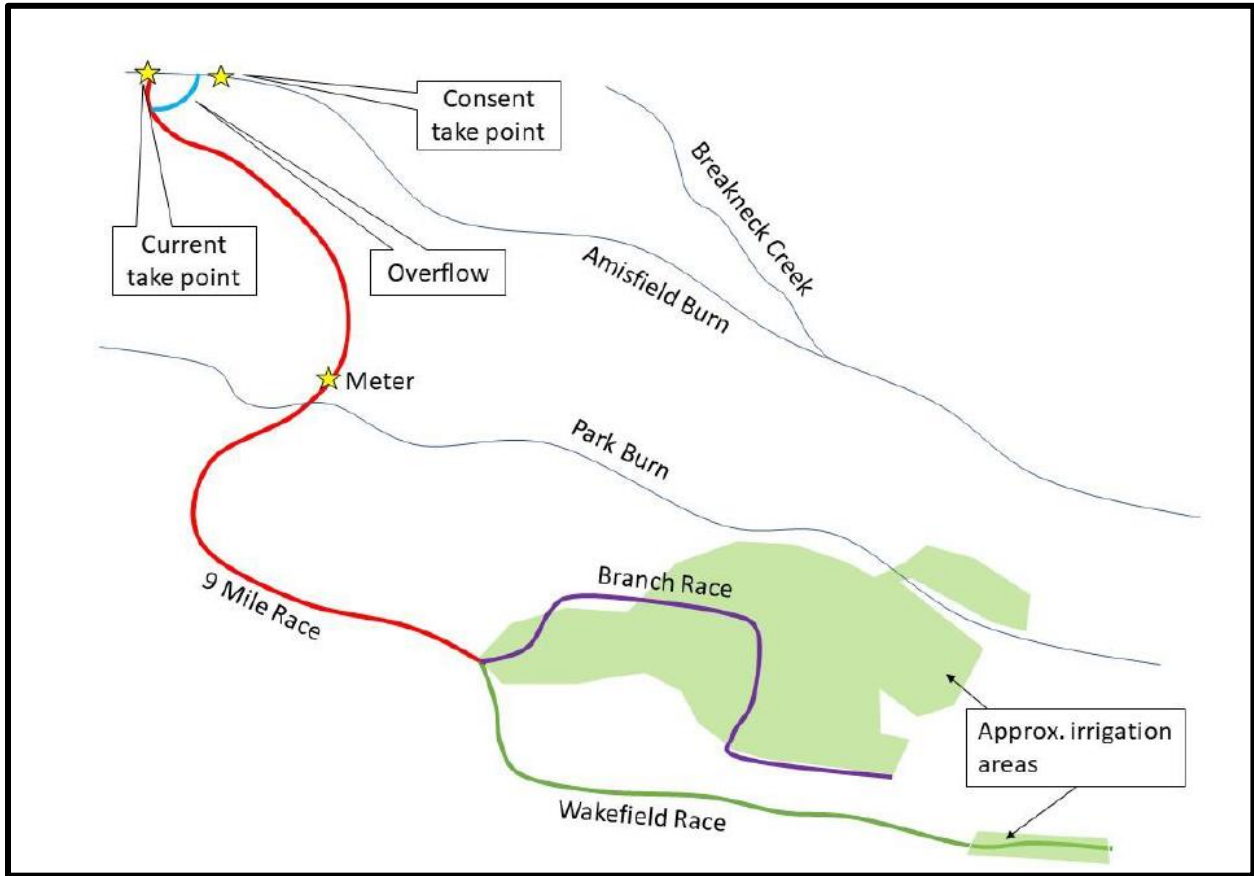 Consent
take point
Breakneck Creek
Current
take point
Overflow
Amisfield Burn
Meter
Park Burn
9 Mile Race
Branch Race
Approx. irrigation
areas
Wakefield Race